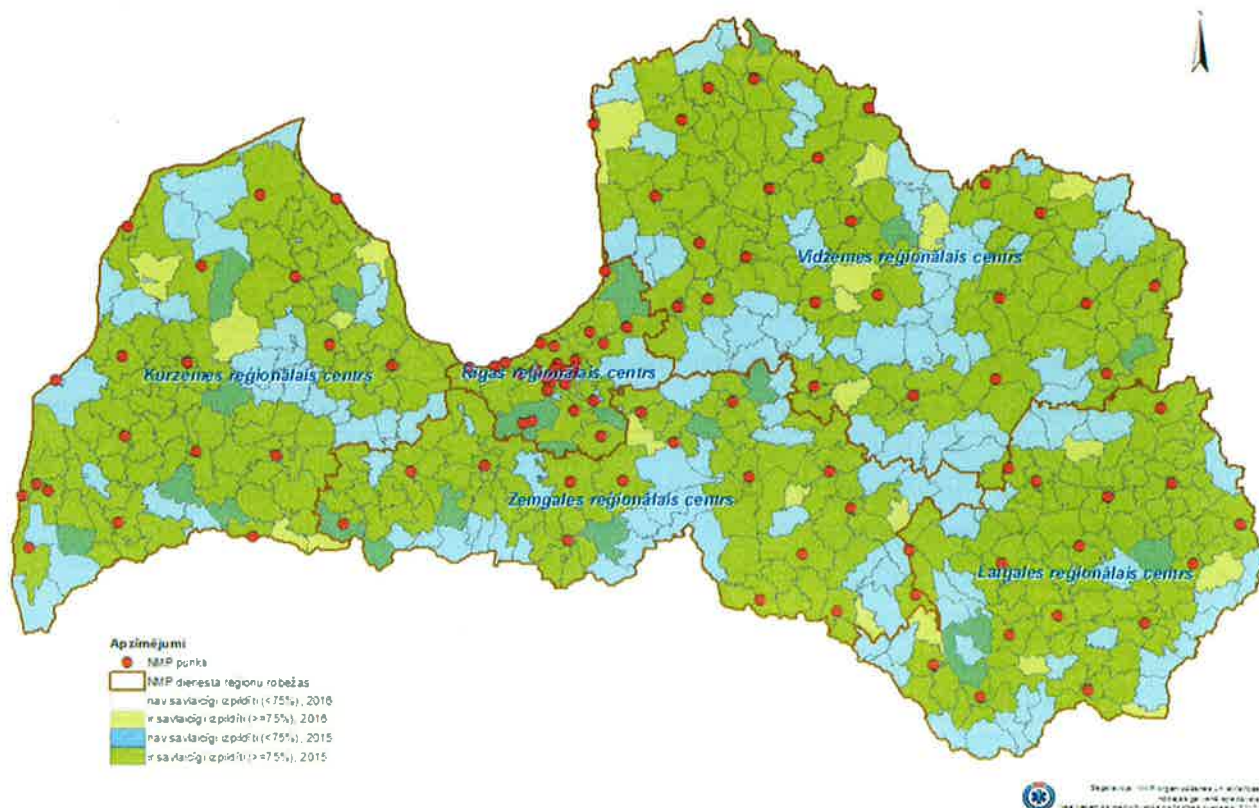 Vidzemes reģionālais centrs
Kurzemes reģionālais centrs
Rīgas reģionālais centrs
Zemgales reģionālais centrs
Latgales reģionālais centrs
Apzīmējumi
NMP punkti
NMP dienesta reģionu robežas
nav savlaicīgi izpildīti (<75%), 2016
ir savlaicīgi izpildīti (>=75%), 2016
nav savlaicīgi izpildīti (<75%), 2015
ir savlaicīgi izpildīti (>=75%), 2015